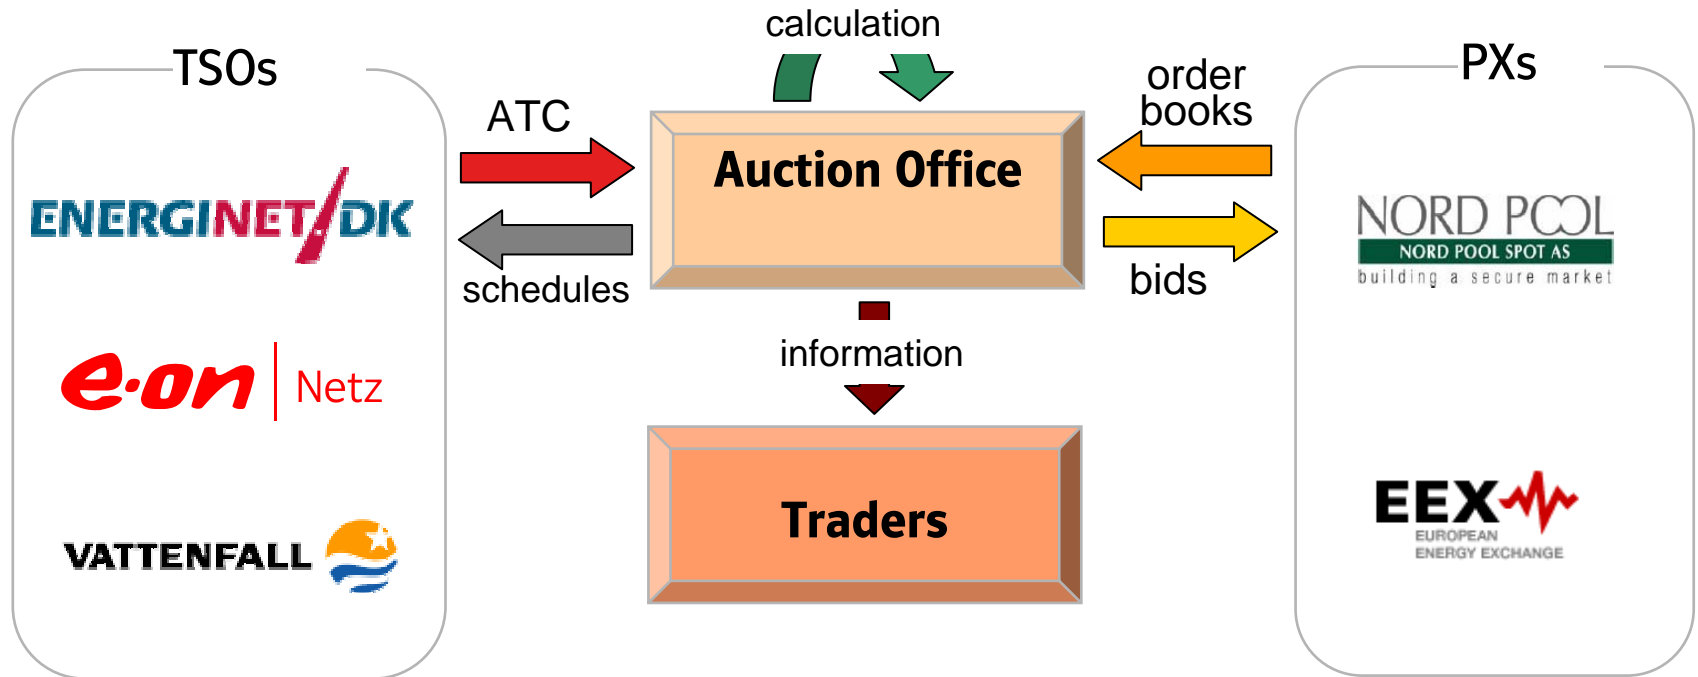 calculation
TSOs
PXs
ATC
order
books
Auction Office
ENERGINET/DK
NORD POOL
NORD POOL SPOT AS
building a secure market
schedules
bids
information
e·on | Netz
Traders
EEX
EUROPEAN
ENERGY EXCHANGE
VATTENFALL